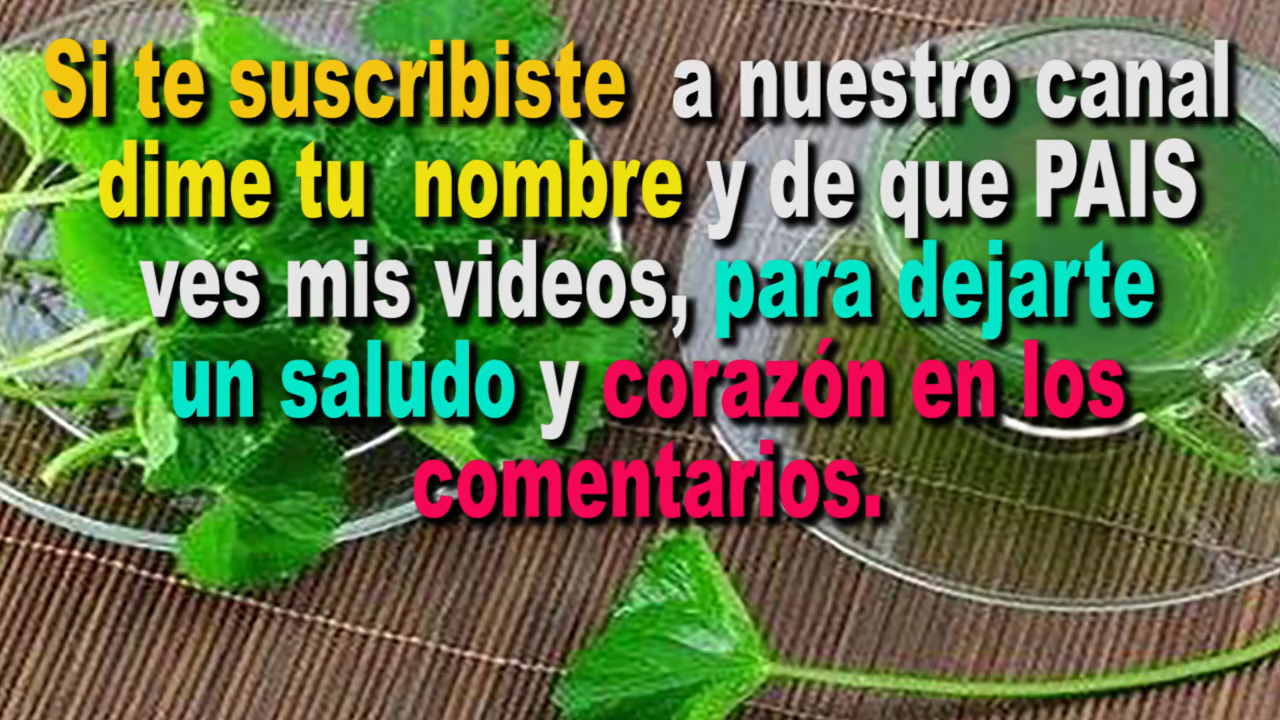 Si te suscribiste a nuestro canal
dime tu nombre y de que PAIS
ves mis videos, para dejarte
un saludo y corazón en los
comentarios.